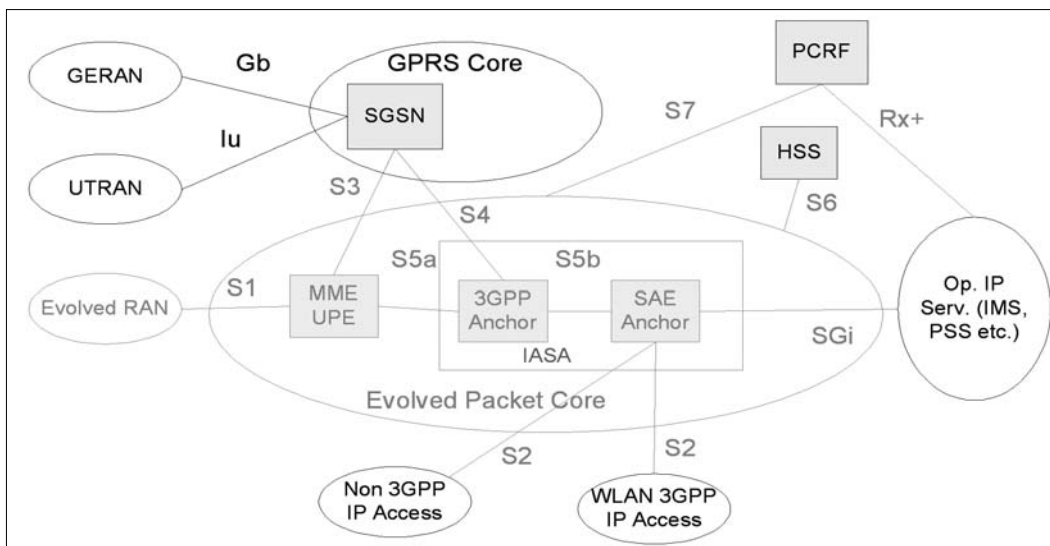 GERAN
Gb
GPRS Core
PCRF
SGSN
S7
Rx+
Iu
HSS
UTRAN
S3
S4
S6
S5a
S5b
S1
Evolved RAN
MME
UPE
3GPP
Anchor
SAE
Anchor
IASA
SGi
Op. IP
Serv. (IMS,
PSS etc.)
Evolved Packet Core
S2
S2
Non 3GPP
IP Access
WLAN 3GPP
IP Access